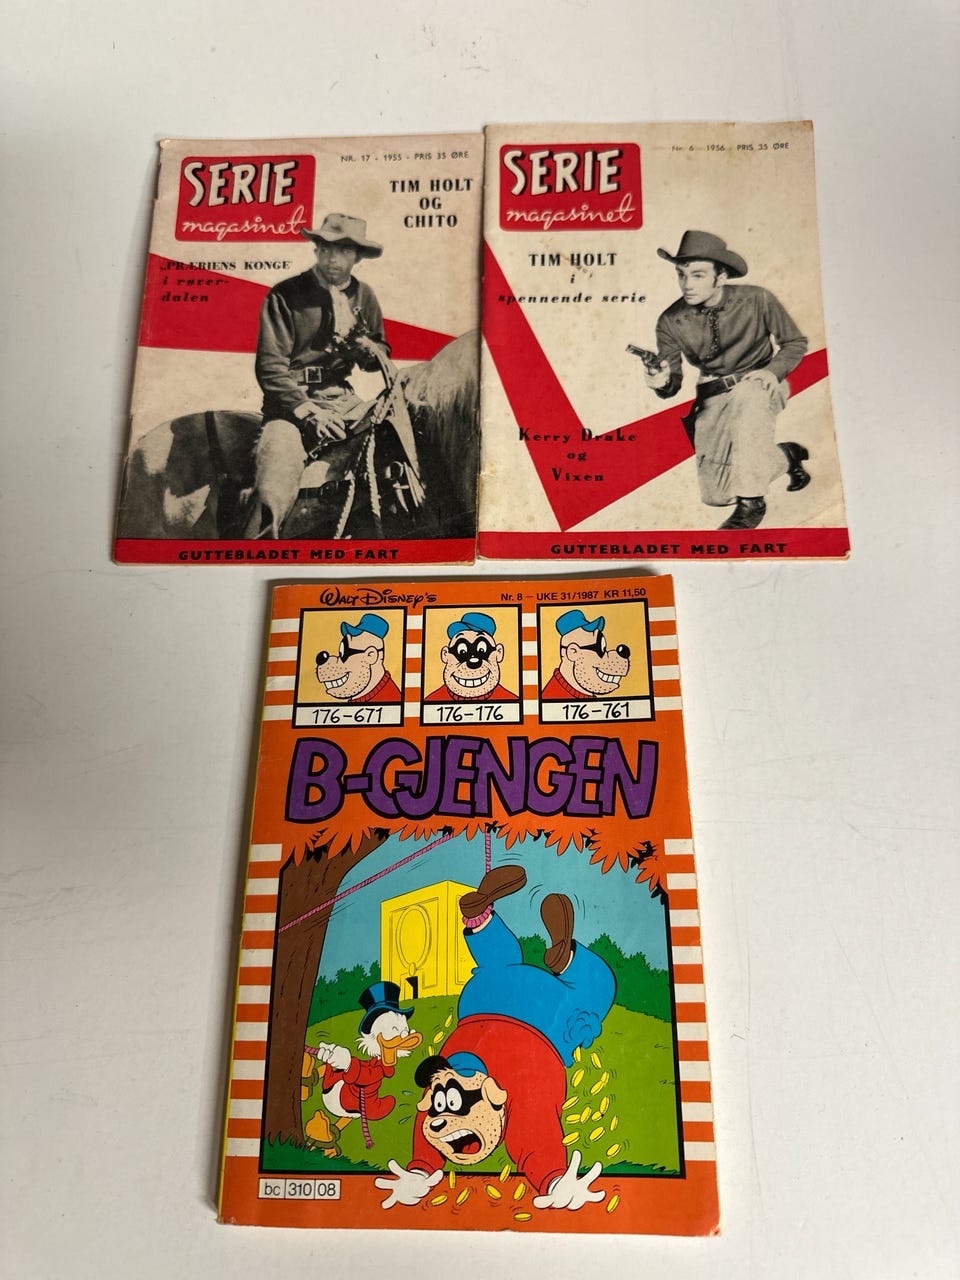 SERIE
magasinet
NR. 17 - 1955 - PRIS 35 ØRE
TIM HOLT
OG
CHITO
„PRÆRIENS KONGE"
i røver-
dalen
GUTTEBLADET MED FART
SERIE
magasinet
Nr. 6 - 1956 - PRIS 35 ØRE
TIM HOLT
i
spennende serie
Kerry Drake
og
Vixen
GUTTEBLADET MED FART
WALT DISNEY'S
Nr. 8 – UKE 31/1987 KR 11,50
176-671
176-176
176-761
B-GJENGEN
bc 310 08